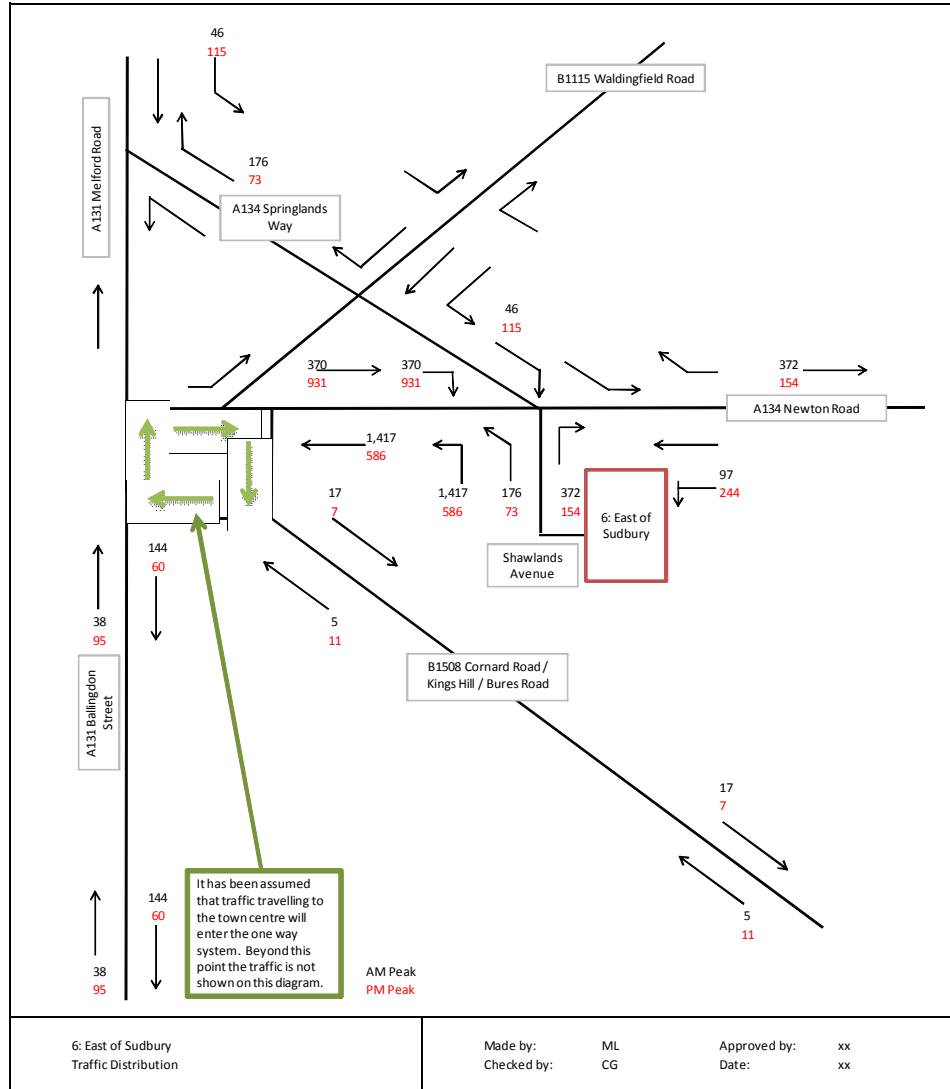 46
115
B1115 Waldingfield Road
A131 Melford Road
176
73
A134 Springlands
Way
46
115
370
931
370
931
372
154
A134 Newton Road
1,417
586
17
7
1,417
586
176
73
372
154
97
244
6: East of
Sudbury
Shawlands
Avenue
144
60
38
95
5
11
B1508 Cornard Road /
Kings Hill / Bures Road
A131 Ballingdon
Street
17
7
5
11
144
60
38
95
It has been assumed
that traffic travelling to
the town centre will
enter the one way
system. Beyond this
point the traffic is not
shown on this diagram.
AM Peak
PM Peak
6: East of Sudbury
Traffic Distribution
Made by: ML Approved by: xx
Checked by: CG Date: xx